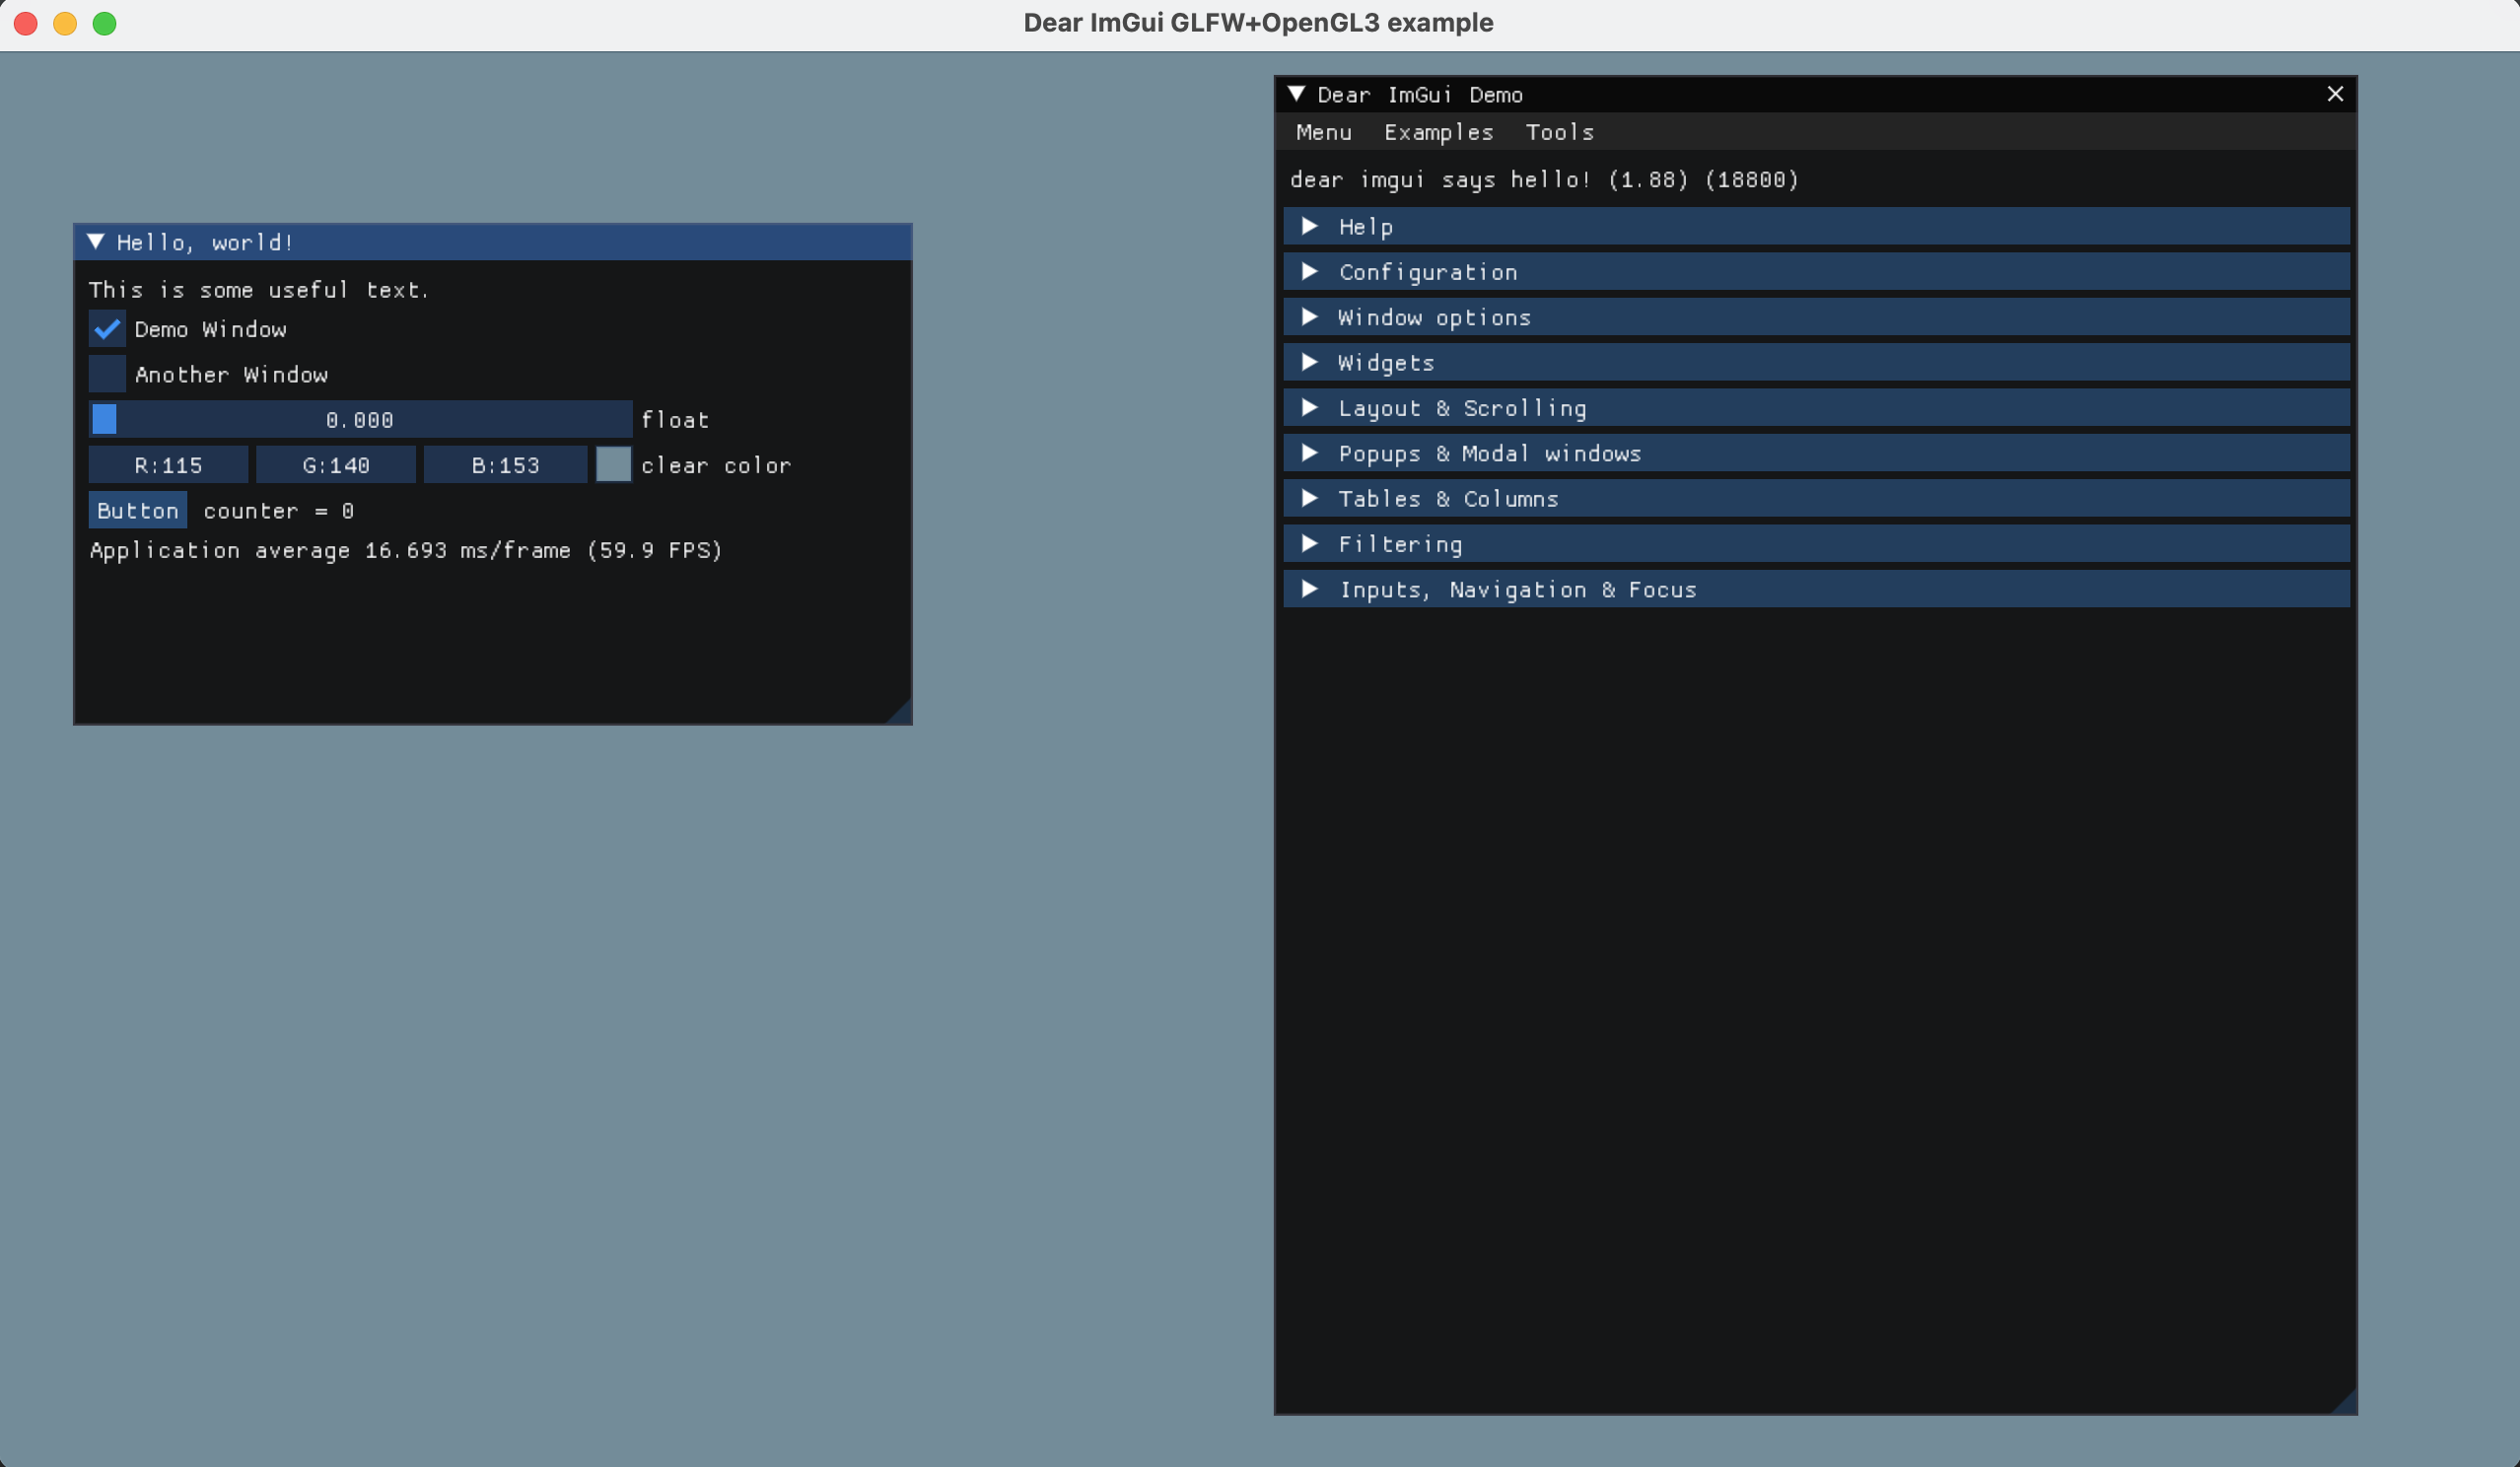 Dear ImGui GLFW+OpenGL3 example
Hello, world!
This is some useful text.
Demo Window
Another Window
0.000 float
R:115 G:140 B:153 clear color
Button counter = 0
Application average 16.693 ms/frame (59.9 FPS)
Dear ImGui Demo
Menu Examples Tools
dear imgui says hello! (1.88) (18800)
Help
Configuration
Window options
Widgets
Layout & Scrolling
Popups & Modal windows
Tables & Columns
Filtering
Inputs, Navigation & Focus